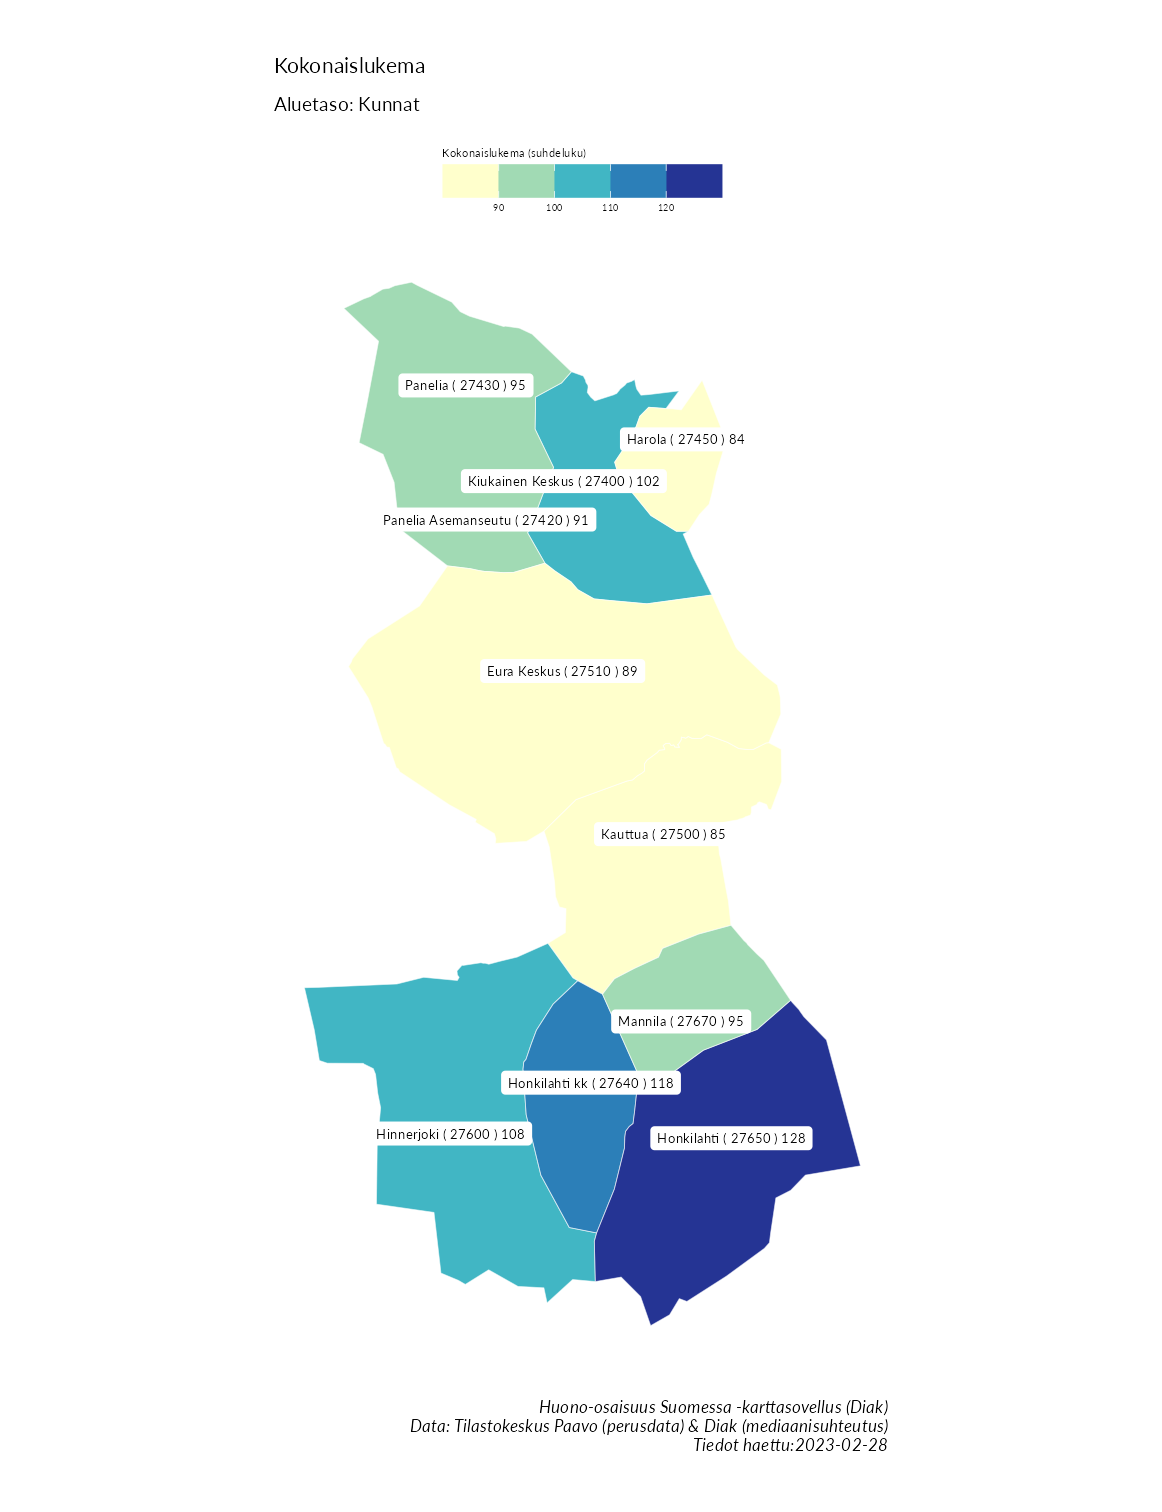 Kokonaislukema
Aluetaso: Kunnat
Kokonaislukema (suhdeluku)
90 100 110 120
Panelia ( 27430 ) 95
Harola ( 27450 ) 84
Kiukainen Keskus ( 27400 ) 102
Panelia Asemanseutu ( 27420 ) 91
Eura Keskus ( 27510 ) 89
Kauttua ( 27500 ) 85
Mannila ( 27670 ) 95
Honkilahti kk ( 27640 ) 118
Hinnerjoki ( 27600 ) 108
Honkilahti ( 27650 ) 128
Huono-osaisuus Suomessa -karttasovellus (Diak)
Data: Tilastokeskus Paavo (perusdata) & Diak (mediaanisuhteutus)
Tiedot haettu:2023-02-28